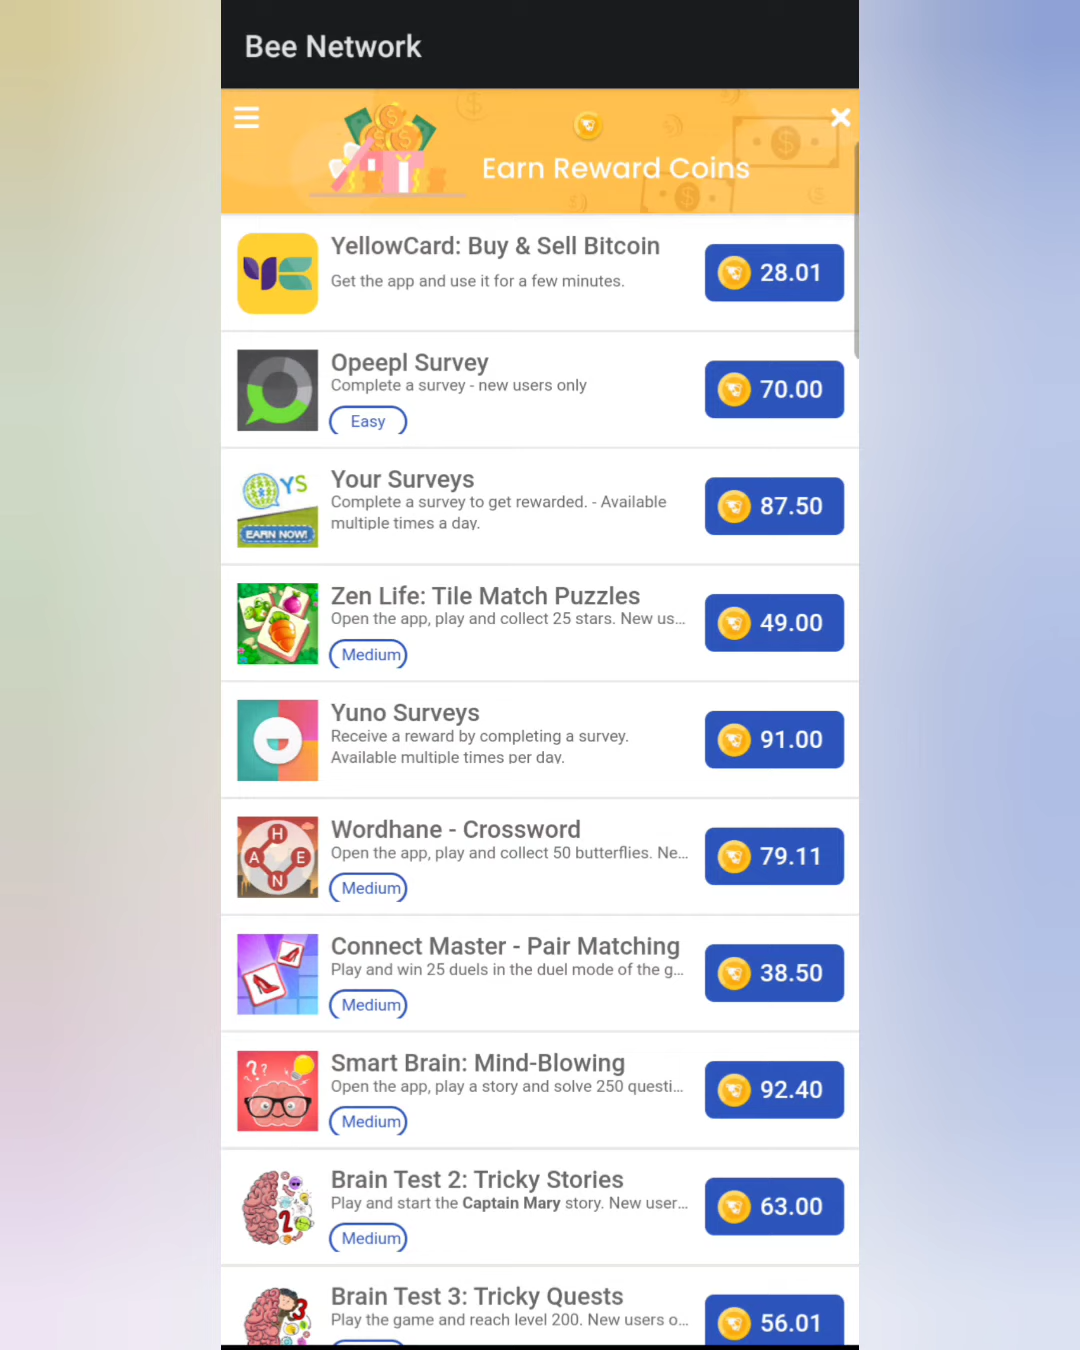 Bee Network
Earn Reward Coins
YellowCard: Buy & Sell Bitcoin
Get the app and use it for a few minutes.
28.01
Opeepl Survey
Complete a survey - new users only
Easy
70.00
YS
EARN NOW!
Your Surveys
Complete a survey to get rewarded. - Available
multiple times a day.
87.50
Zen Life: Tile Match Puzzles
Open the app, play and collect 25 stars. New us...
Medium
49.00
Yuno Surveys
Receive a reward by completing a survey.
Available multiple times per day.
91.00
H
A E
N
Wordhane - Crossword
Open the app, play and collect 50 butterflies. Ne...
Medium
79.11
Connect Master - Pair Matching
Play and win 25 duels in the duel mode of the g...
Medium
38.50
??
Smart Brain: Mind-Blowing
Open the app, play a story and solve 250 questi...
Medium
92.40
2
Brain Test 2: Tricky Stories
Play and start the Captain Mary story. New user...
Medium
63.00
3
Brain Test 3: Tricky Quests
Play the game and reach level 200. New users o...
56.01